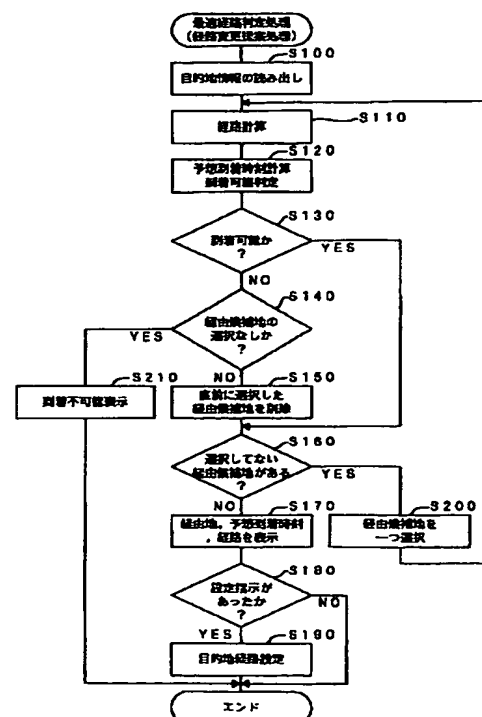 最適経路判定処理
(経路変更提案処理)
S100
目的地情報の読み出し
経路計算
S110
S120
予想到着時刻計算
到着可能判定
S130
到着可能か
?
YES
NO
S140
経由候補地の
選択なしか
?
YES
NO
S210
到着不可能表示
S150
直前に選択した
経由候補地を削除
S160
選択してない
経由候補地がある
?
YES
NO
S170
経由地,予想到着時刻
,経路を表示
S200
経由候補地を
一つ選択
S180
設定指示が
あったか
?
NO
YES
S190
目的地経路設定
エンド